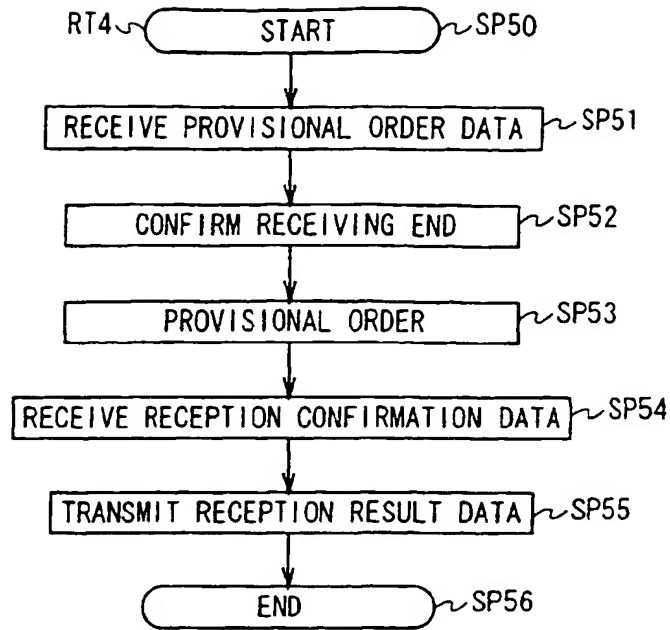 RT4 START SP50
RECEIVE PROVISIONAL ORDER DATA SP51
CONFIRM RECEIVING END SP52
PROVISIONAL ORDER SP53
RECEIVE RECEPTION CONFIRMATION DATA SP54
TRANSMIT RECEPTION RESULT DATA SP55
END SP56